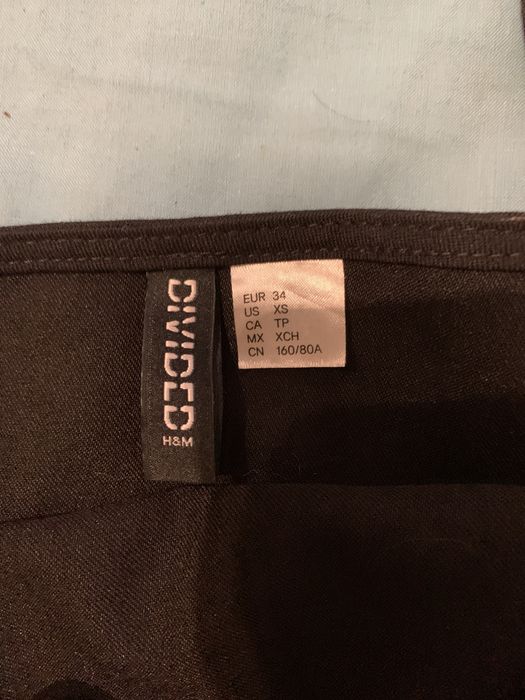 DIVIDED
H&M
EUR 34
US XS
CA TP
MX XCH
CN 160/80A